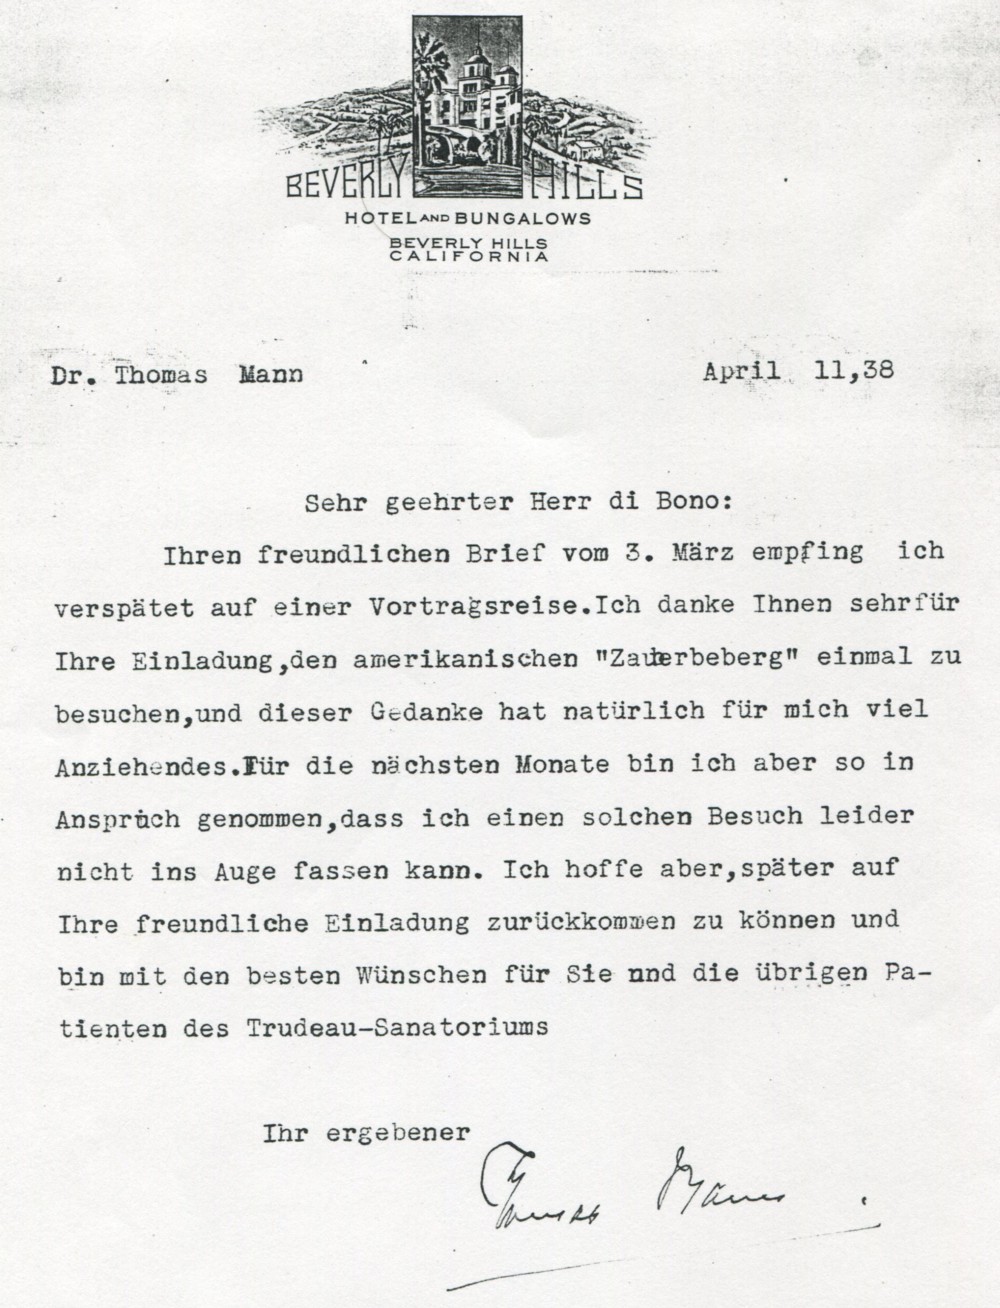 BEVERLY HILLS
HOTEL AND BUNGALOWS
BEVERLY HILLS
CALIFORNIA
Dr. Thomas Mann April 11,38
Sehr geehrter Herr di Bono:
Ihren freundlichen Brief vom 3. März empfing ich
verspätet auf einer Vortragsreise.Ich danke Ihnen sehrfür
Ihre Einladung,den amerikanischen "Zauerbeberg" einmal zu
besuchen,und dieser Gedanke hat natürlich für mich viel
Anziehendes.Für die nächsten Monate bin ich aber so in
Anspruch genommen,dass ich einen solchen Besuch leider
nicht ins Auge fassen kann. Ich hoffe aber,später auf
Ihre freundliche Einladung zurückkommen zu können und
bin mit den besten Wünschen für Sie nnd die übrigen Pa-
tienten des Trudeau-Sanatoriums
Ihr ergebener
Thomas Mann.